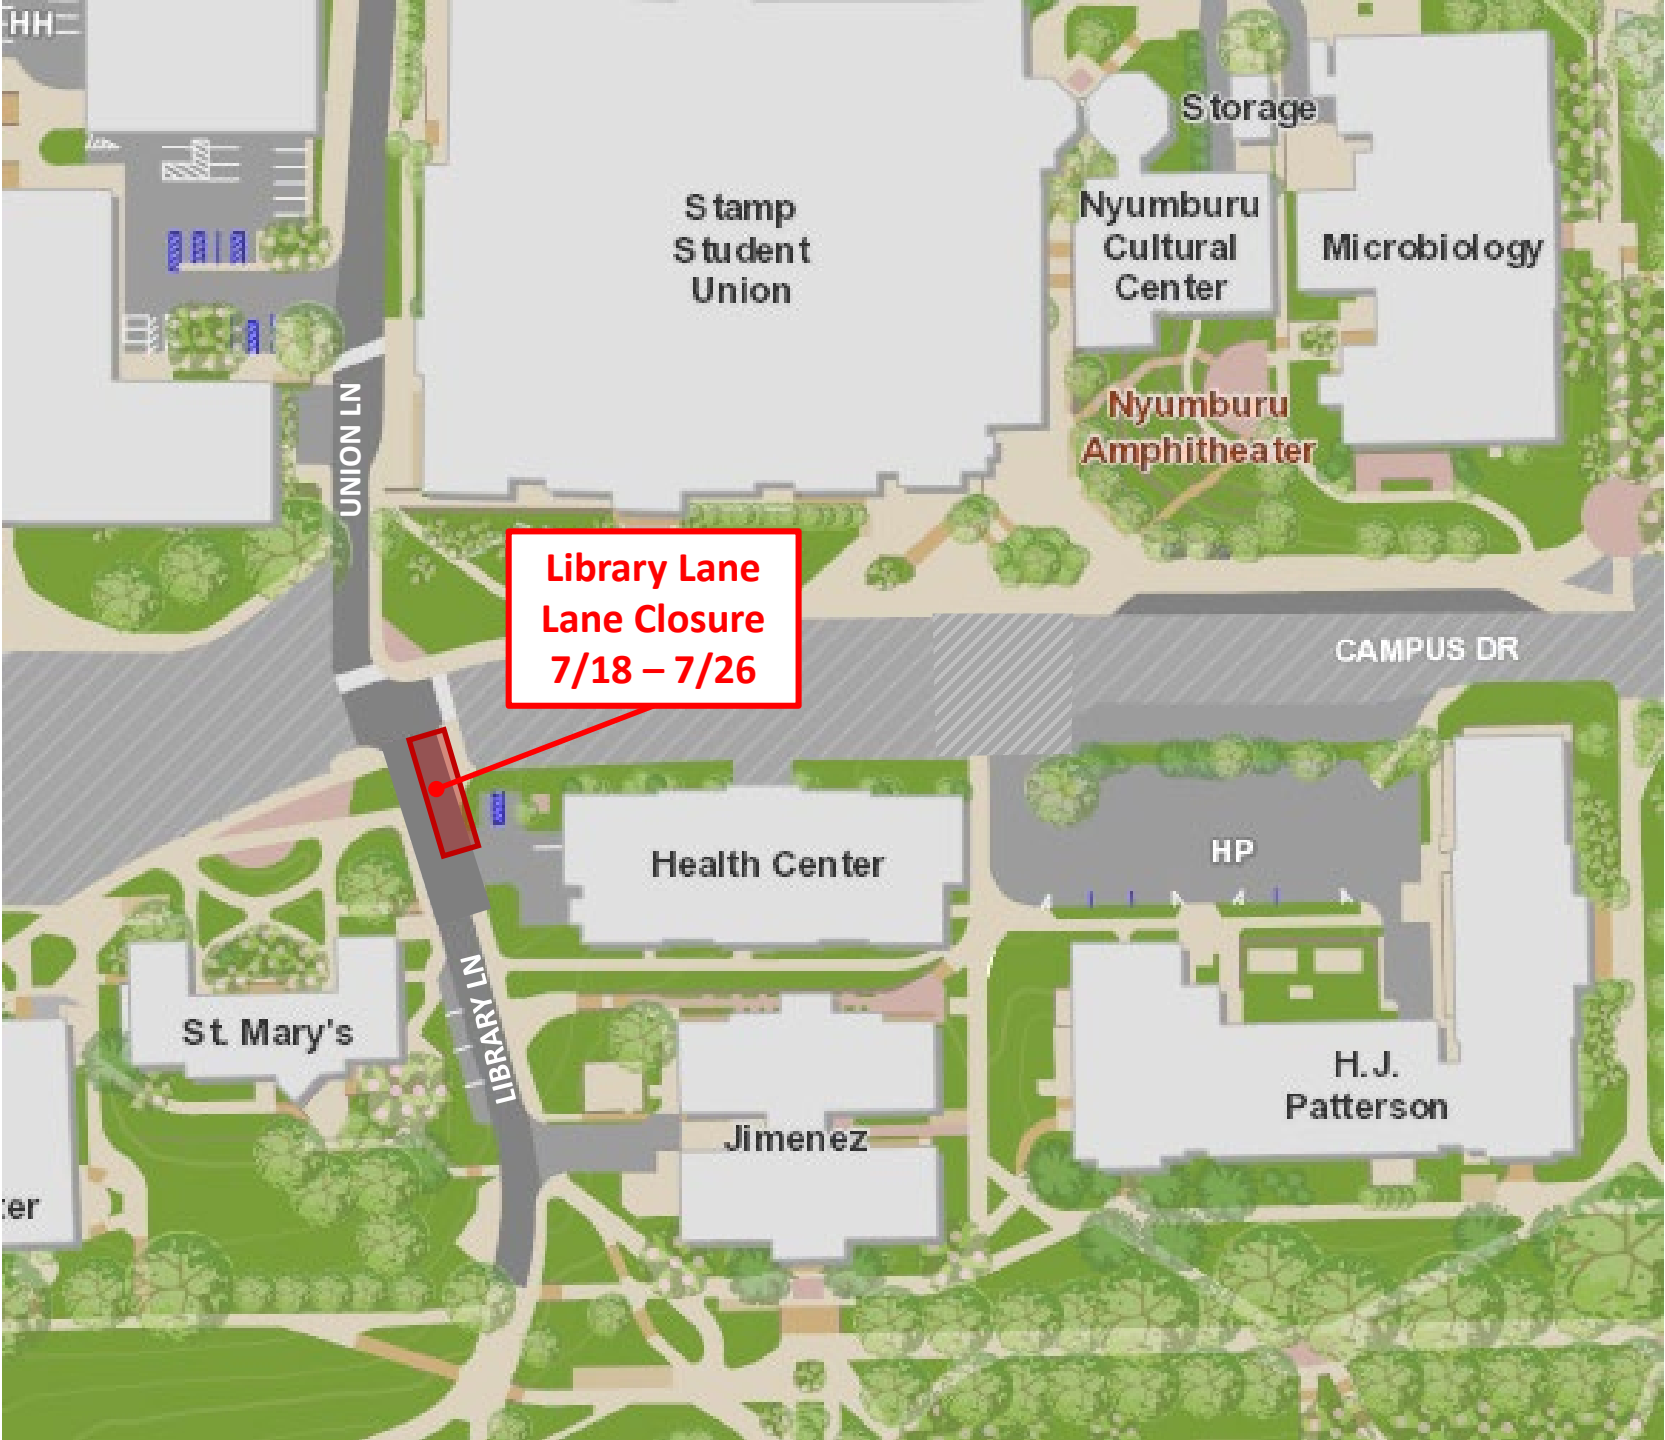 HH
Storage
Stamp
Student
Union
Nyumburu
Cultural
Center
Microbiology
UNION LN
Nyumburu
Amphitheater
Library Lane
Lane Closure
7/18 – 7/26
CAMPUS DR
Health Center
HP
LIBRARY LN
St. Mary's
H.J.
Patterson
Jimenez
ter